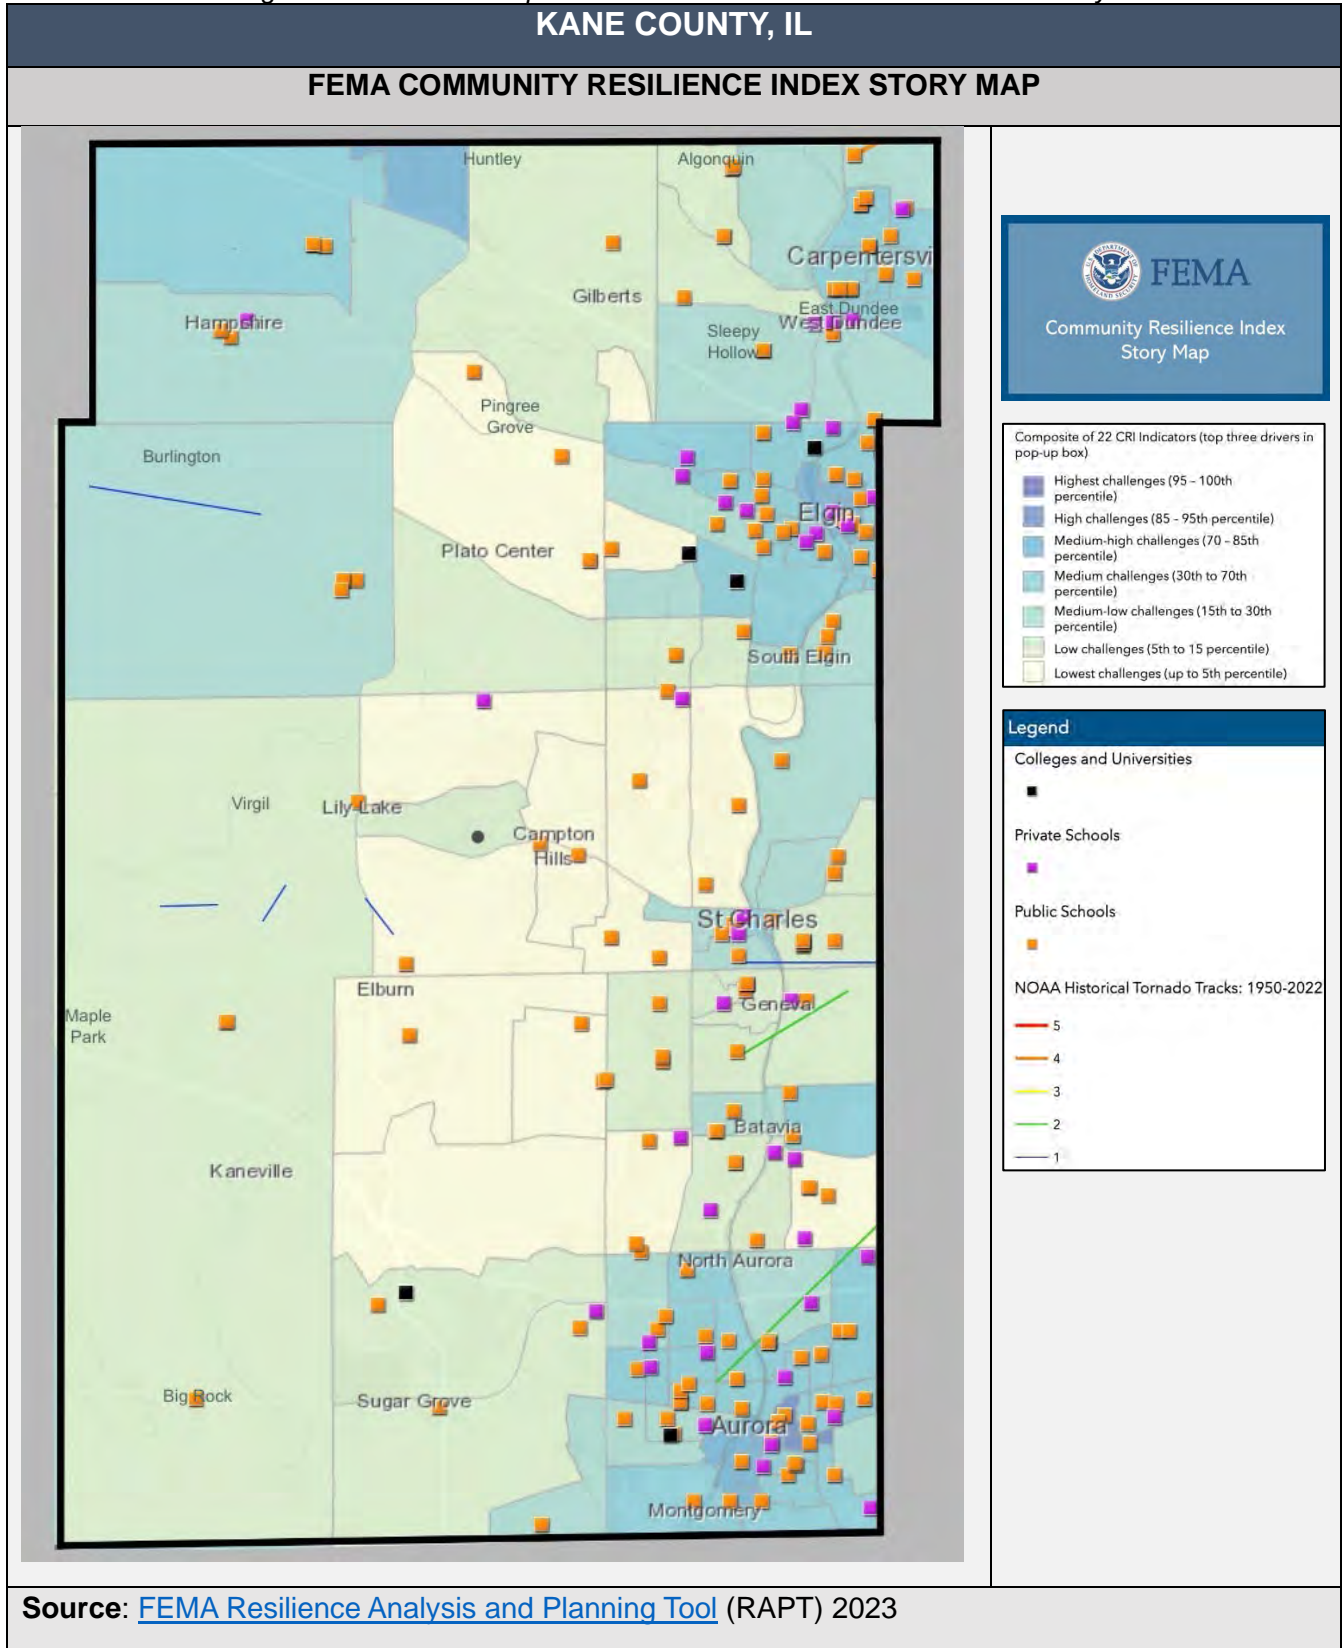 KANE COUNTY, IL
FEMA COMMUNITY RESILIENCE INDEX STORY MAP
Huntley
Algonquin
Carpentersvi
Gilberts
East Dundee
West Dundee
Hampshire
Sleepy
Hollow
Pingree
Grove
Burlington
Elgin
Plato Center
South Elgin
Virgil
Lily Lake
Campton
Hills
St Charles
Elburn
Geneva
Maple
Park
Batavia
Kaneville
North Aurora
Big Rock
Sugar Grove
Aurora
Montgomery
FEMA
Community Resilience Index
Story Map
Composite of 22 CRI Indicators (top three drivers in
pop-up box)
Highest challenges (95 - 100th
percentile)
High challenges (85 - 95th percentile)
Medium-high challenges (70 - 85th
percentile)
Medium challenges (30th to 70th
percentile)
Medium-low challenges (15th to 30th
percentile)
Low challenges (5th to 15 percentile)
Lowest challenges (up to 5th percentile)
Legend
Colleges and Universities
Private Schools
Public Schools
NOAA Historical Tornado Tracks: 1950-2022
5
4
3
2
1
Source: FEMA Resilience Analysis and Planning Tool (RAPT) 2023